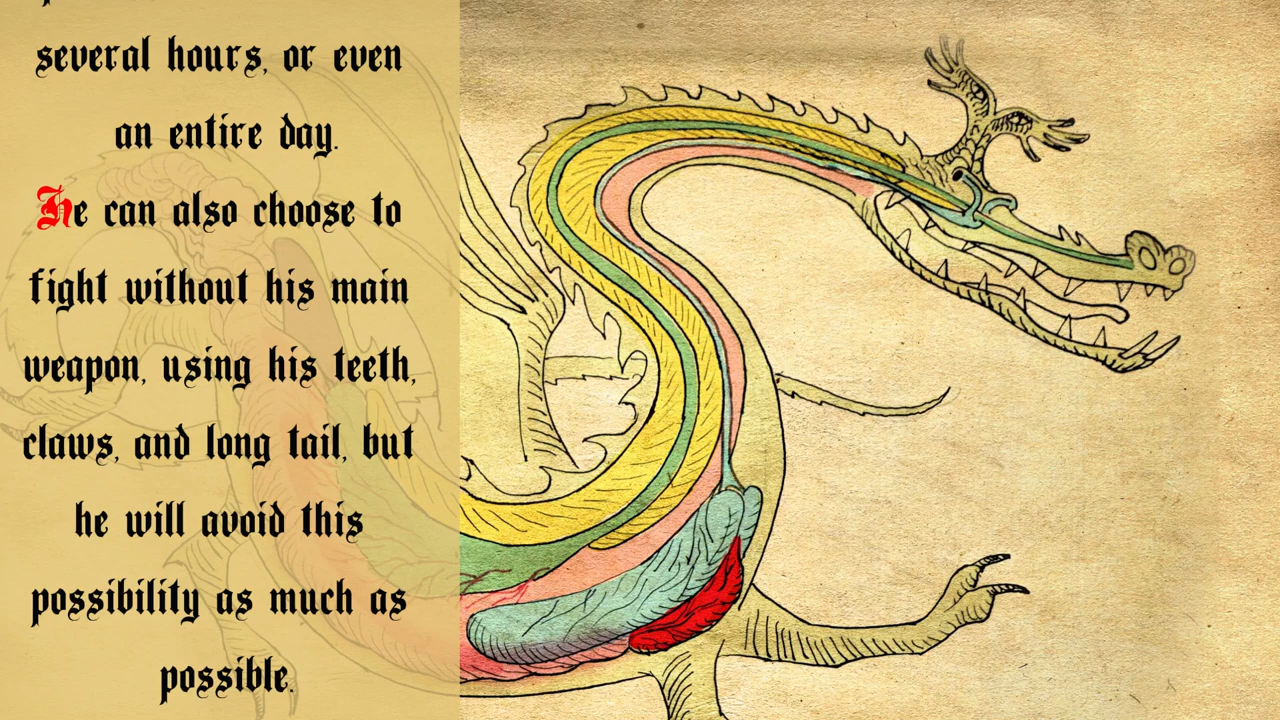 several hours, or even
an entire day.
He can also choose to
fight without his main
weapon, using his teeth,
claws, and long tail, but
he will avoid this
possibility as much as
possible.